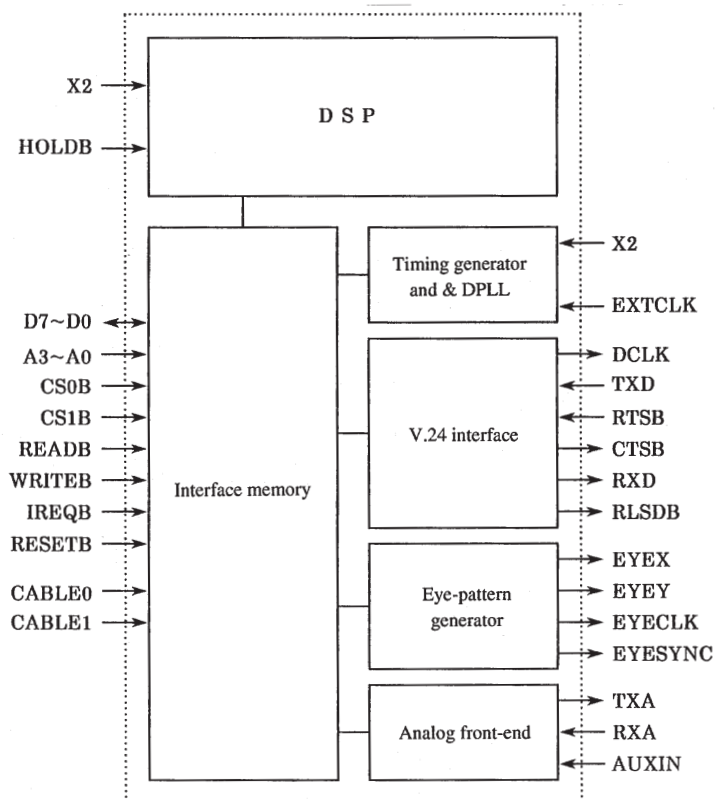 X2
HOLDB
D S P
D7~D0
A3~A0
CS0B
CS1B
READB
WRITEB
IREQB
RESETB
CABLE0
CABLE1
Interface memory
Timing generator
and & DPLL
X2
EXTCLK
V.24 interface
DCLK
TXD
RTSB
CTSB
RXD
RLSDB
Eye-pattern
generator
EYEX
EYEY
EYECLK
EYESYNC
Analog front-end
TXA
RXA
AUXIN